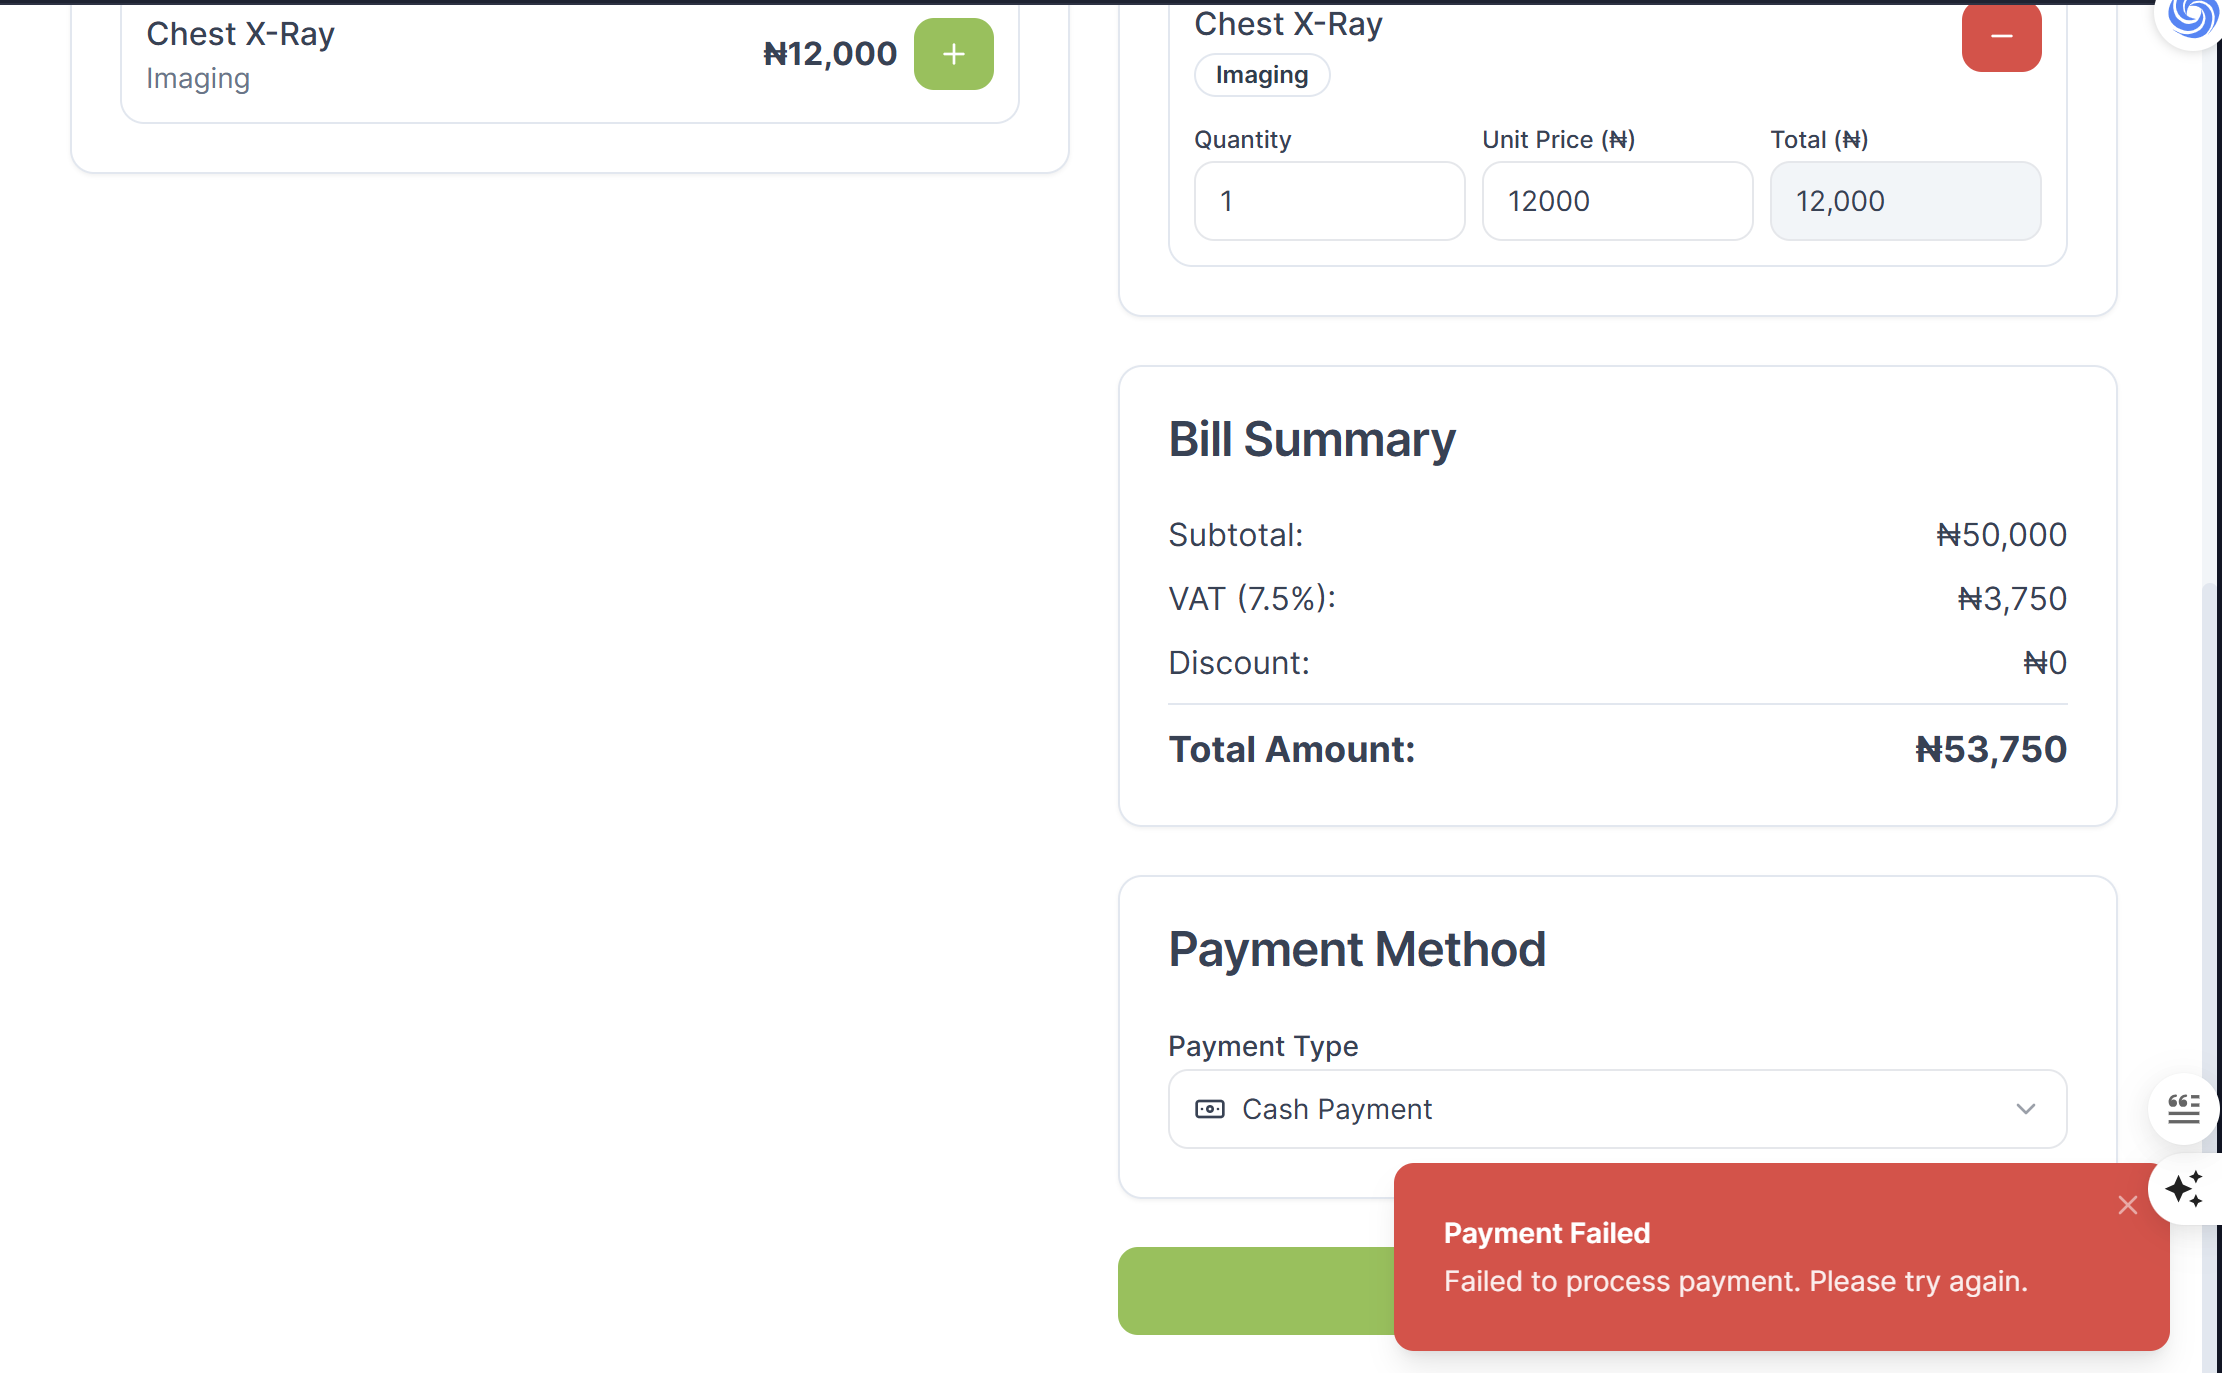 Chest X-Ray
Imaging
₦12,000
Chest X-Ray
Imaging
Quantity
Unit Price (₦)
Total (₦)
1
12000
12,000
Bill Summary
Subtotal: ₦50,000
VAT (7.5%): ₦3,750
Discount: ₦0
Total Amount: ₦53,750
Payment Method
Payment Type
Cash Payment
Payment Failed
Failed to process payment. Please try again.